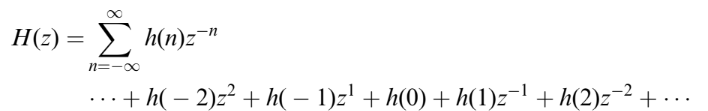 H(z) = ∑_{n=−∞}^{∞} h(n)z^{−n}
⋯ + h( − 2)z^2 + h( − 1)z^1 + h(0) + h(1)z^{−1} + h(2)z^{−2} + ⋯